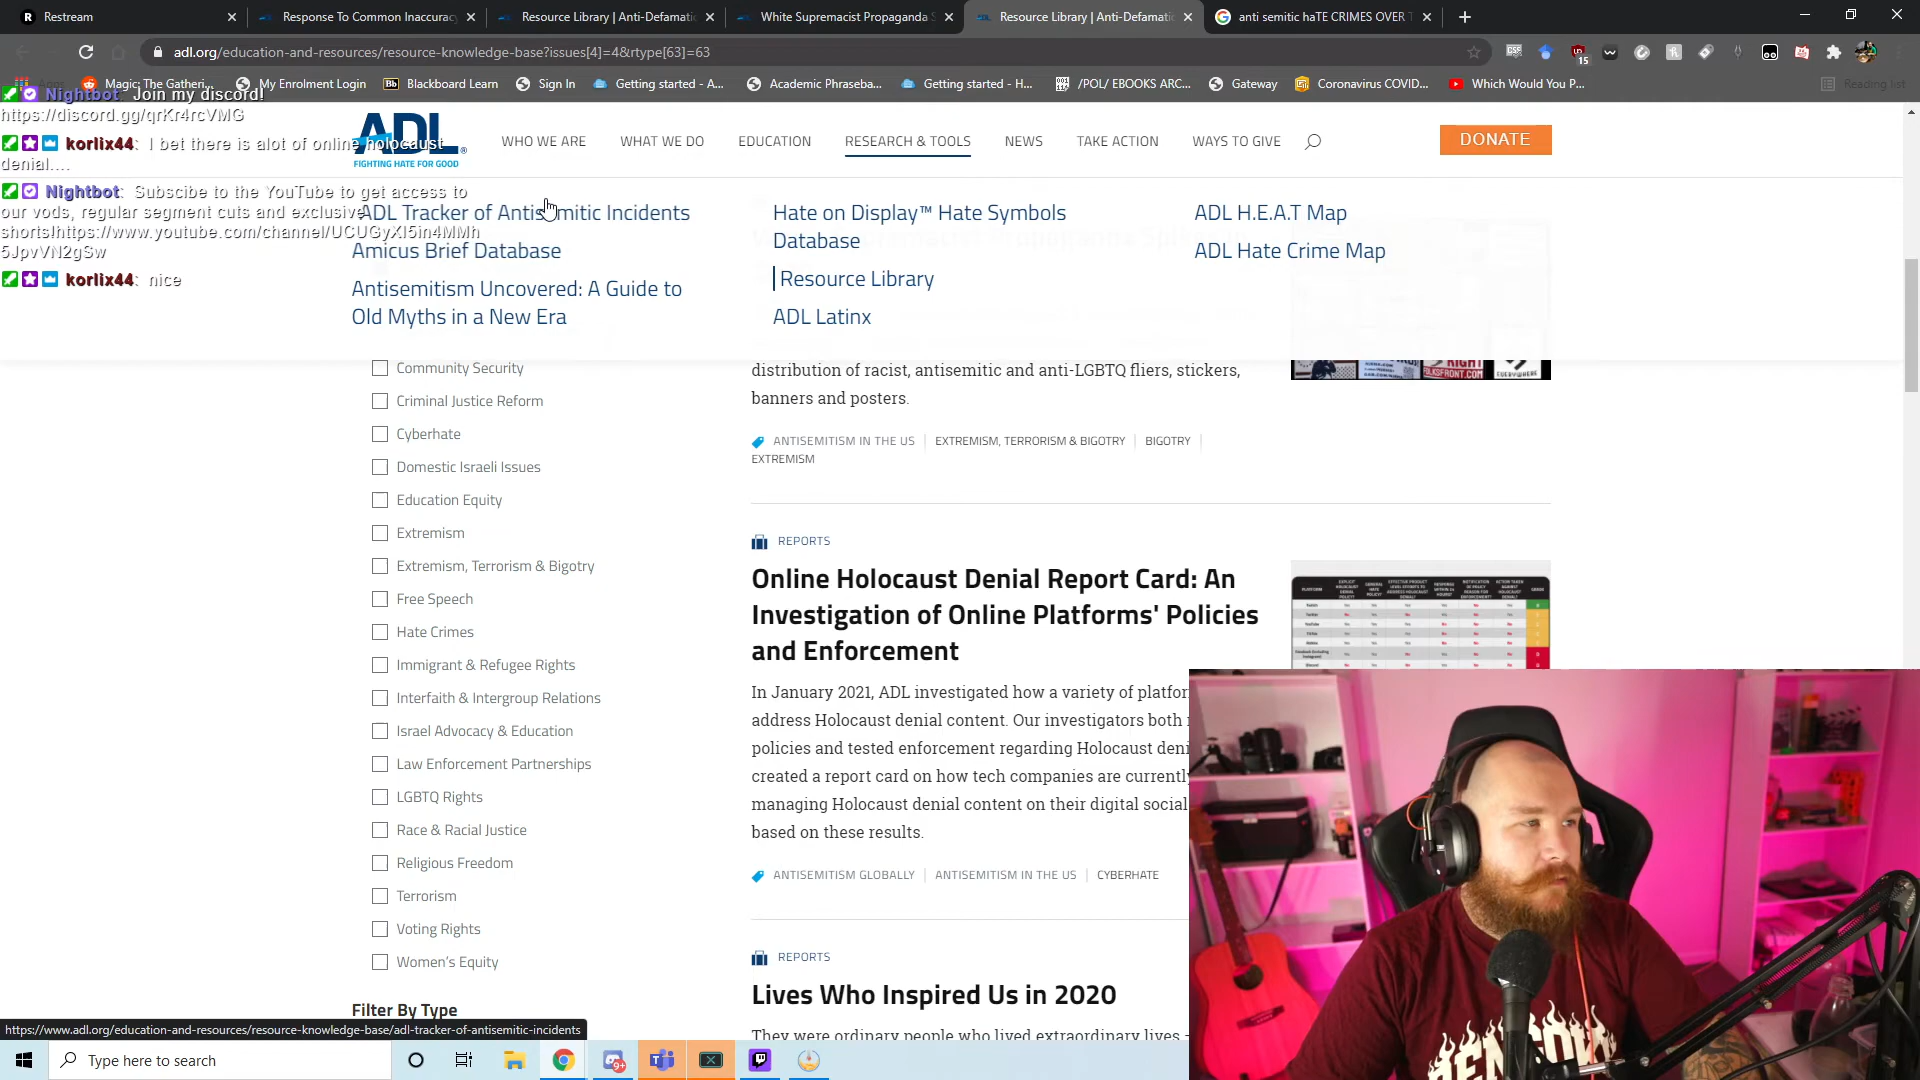 Restream
Response To Common Inaccuracy
Resource Library | Anti-Defamatic
White Supremacist Propaganda S
Resource Library | Anti-Defamatic
anti semitic haTE CRIMES OVER T
adl.org/education-and-resources/resource-knowledge-base?issues[4]=4&rtype[63]=63
15
Apps
Magic: The Gatheri...
My Enrolment Link
Blackboard Learn
Sign In
Getting started - A...
Academic Phraseba...
Getting started - H...
/POL/ EBOOKS ARC...
Gateway
Coronavirus COVID...
Which Would You P...
Reading list
Nightbot: Join my discord!
https://discord.gg/qrKr4rcVMG
korlix44: I bet there is alot of online holocaust
denial....
Nightbot: Subscibe to the YouTube to get access to
our vods, regular segment cuts and exclusive
shorts!https://www.youtube.com/channel/UCUGyXI5in4MMh
5JpvVN2gSw
korlix44: nice
ADL
FIGHTING HATE FOR GOOD
WHO WE ARE
WHAT WE DO
EDUCATION
RESEARCH & TOOLS
NEWS
TAKE ACTION
WAYS TO GIVE
DONATE
ADL Tracker of Antisemitic Incidents
Amicus Brief Database
Antisemitism Uncovered: A Guide to
Old Myths in a New Era
Hate on Display™ Hate Symbols
Database
Resource Library
ADL Latinx
ADL H.E.A.T Map
ADL Hate Crime Map
Community Security
Criminal Justice Reform
Cyberhate
Domestic Israeli Issues
Education Equity
Extremism
Extremism, Terrorism & Bigotry
Free Speech
Hate Crimes
Immigrant & Refugee Rights
Interfaith & Intergroup Relations
Israel Advocacy & Education
Law Enforcement Partnerships
LGBTQ Rights
Race & Racial Justice
Religious Freedom
Terrorism
Voting Rights
Women's Equity
Filter By Type
distribution of racist, antisemitic and anti-LGBTQ fliers, stickers,
banners and posters.
ANTISEMITISM IN THE US | EXTREMISM, TERRORISM & BIGOTRY | BIGOTRY |
EXTREMISM
REPORTS
Online Holocaust Denial Report Card: An
Investigation of Online Platforms' Policies
and Enforcement
In January 2021, ADL investigated how a variety of platfor
address Holocaust denial content. Our investigators both
policies and tested enforcement regarding Holocaust deni
created a report card on how tech companies are currently
managing Holocaust denial content on their digital social
based on these results.
ANTISEMITISM GLOBALLY | ANTISEMITISM IN THE US | CYBERHATE
REPORTS
Lives Who Inspired Us in 2020
They were ordinary people who lived extraordinary lives
https://www.adl.org/education-and-resources/resource-knowledge-base/adl-tracker-of-antisemitic-incidents
Type here to search